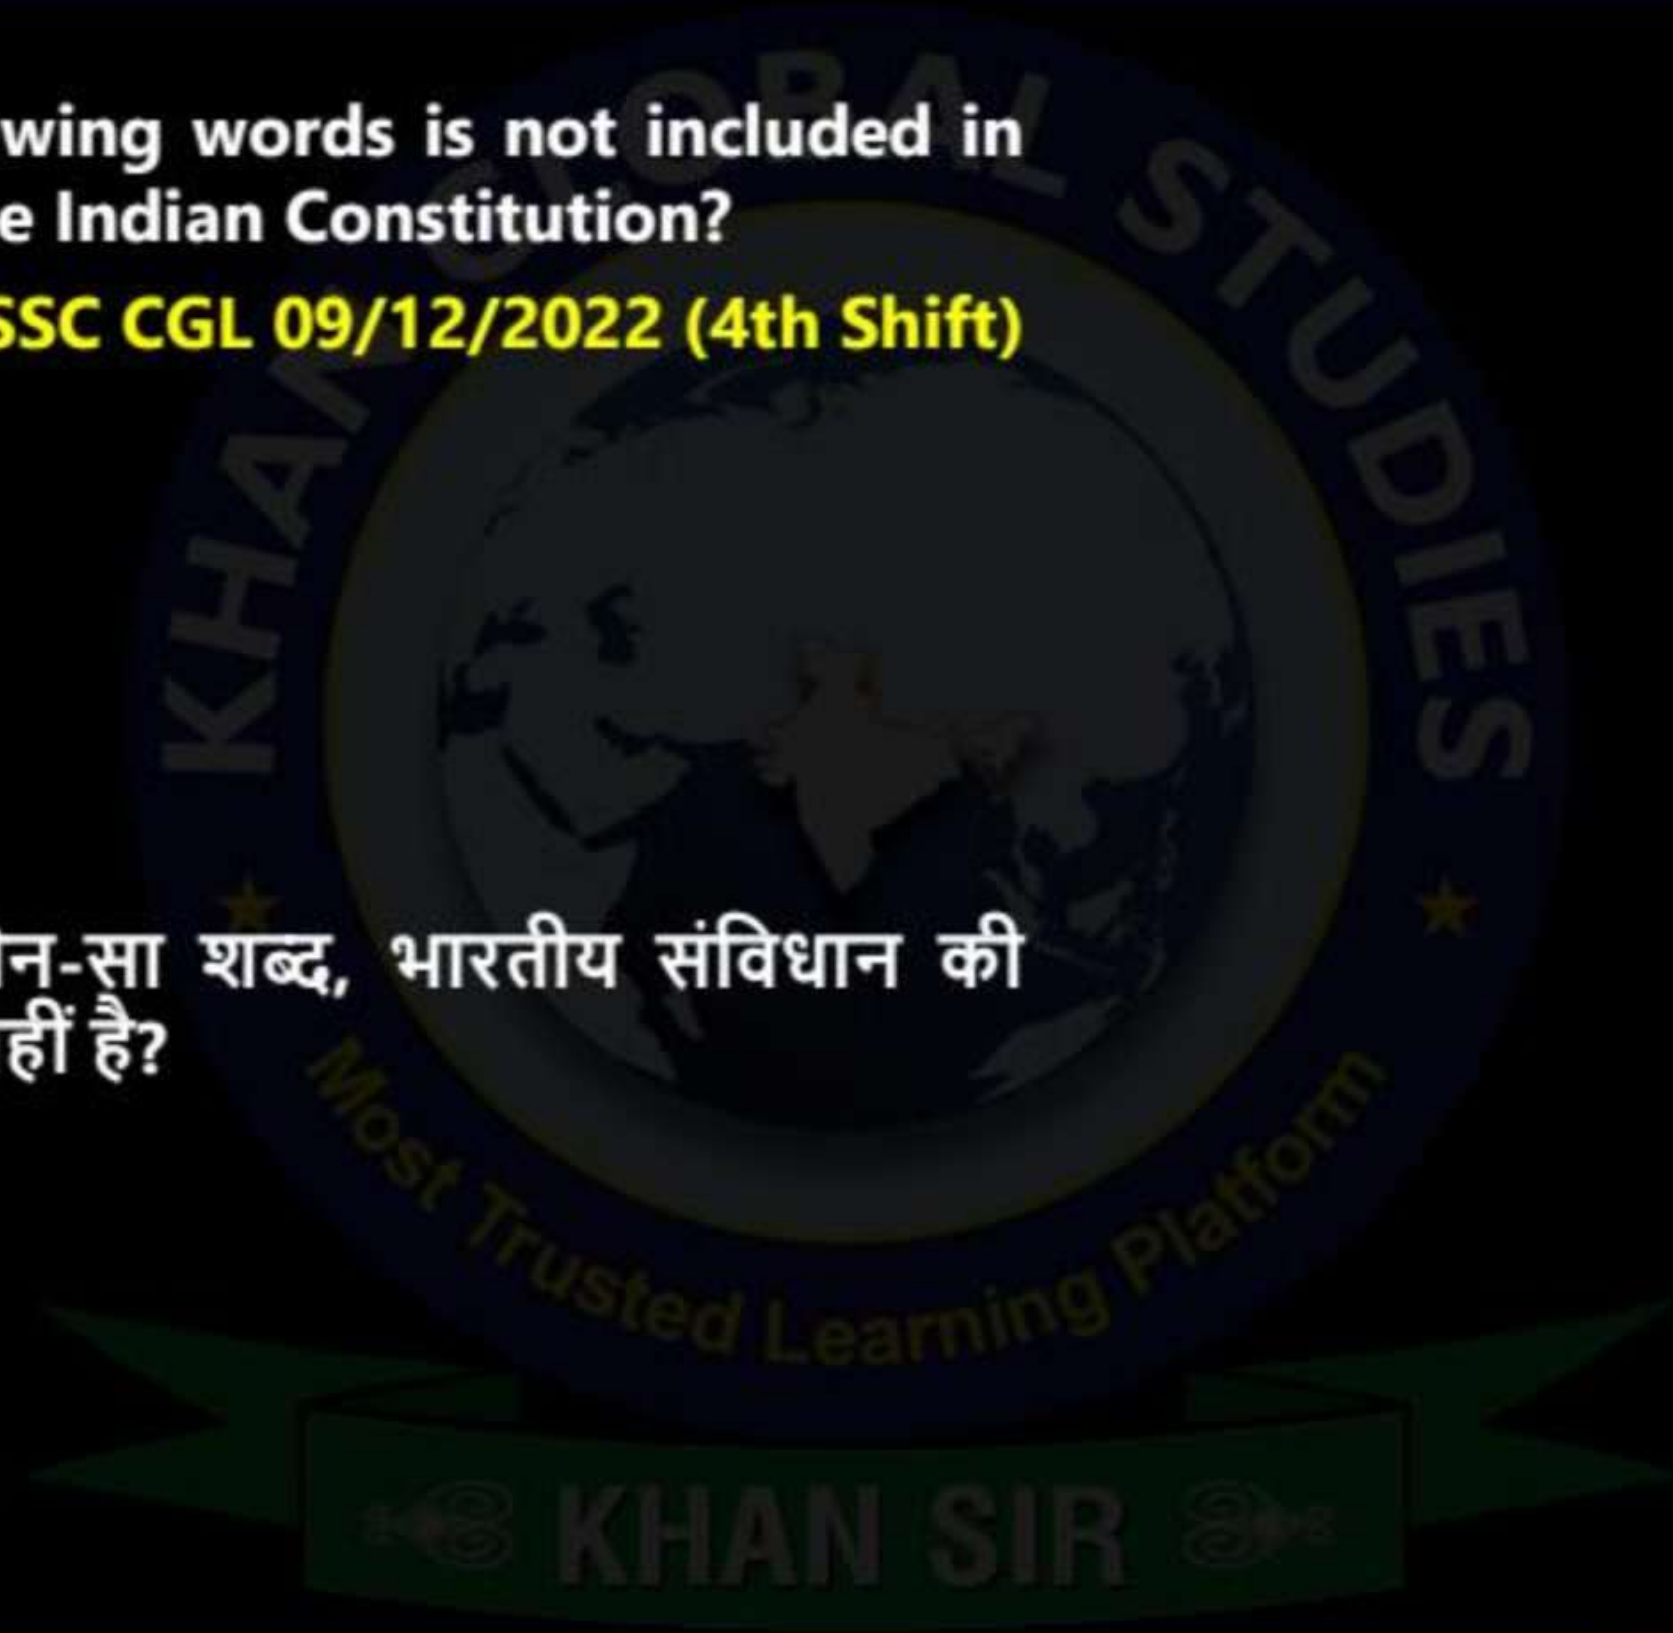 wing words is not included in
e Indian Constitution?
SSC CGL 09/12/2022 (4th Shift)
KHAN GLOBAL STUDIES
न-सा शब्द, भारतीय संविधान की
हीं है?
Most Trusted Learning Platform
KHAN SIR